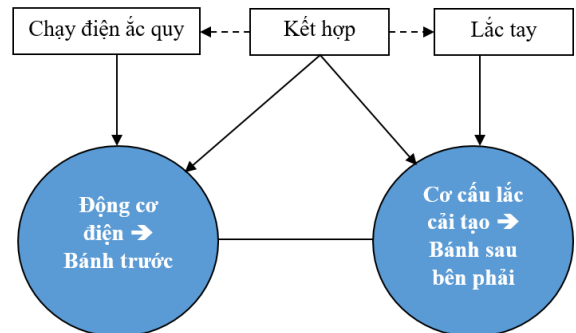 Chạy điện ắc quy
Kết hợp
Lắc tay
Động cơ
điện ➔
Bánh trước
Cơ cấu lắc
cải tạo ➔
Bánh sau
bên phải